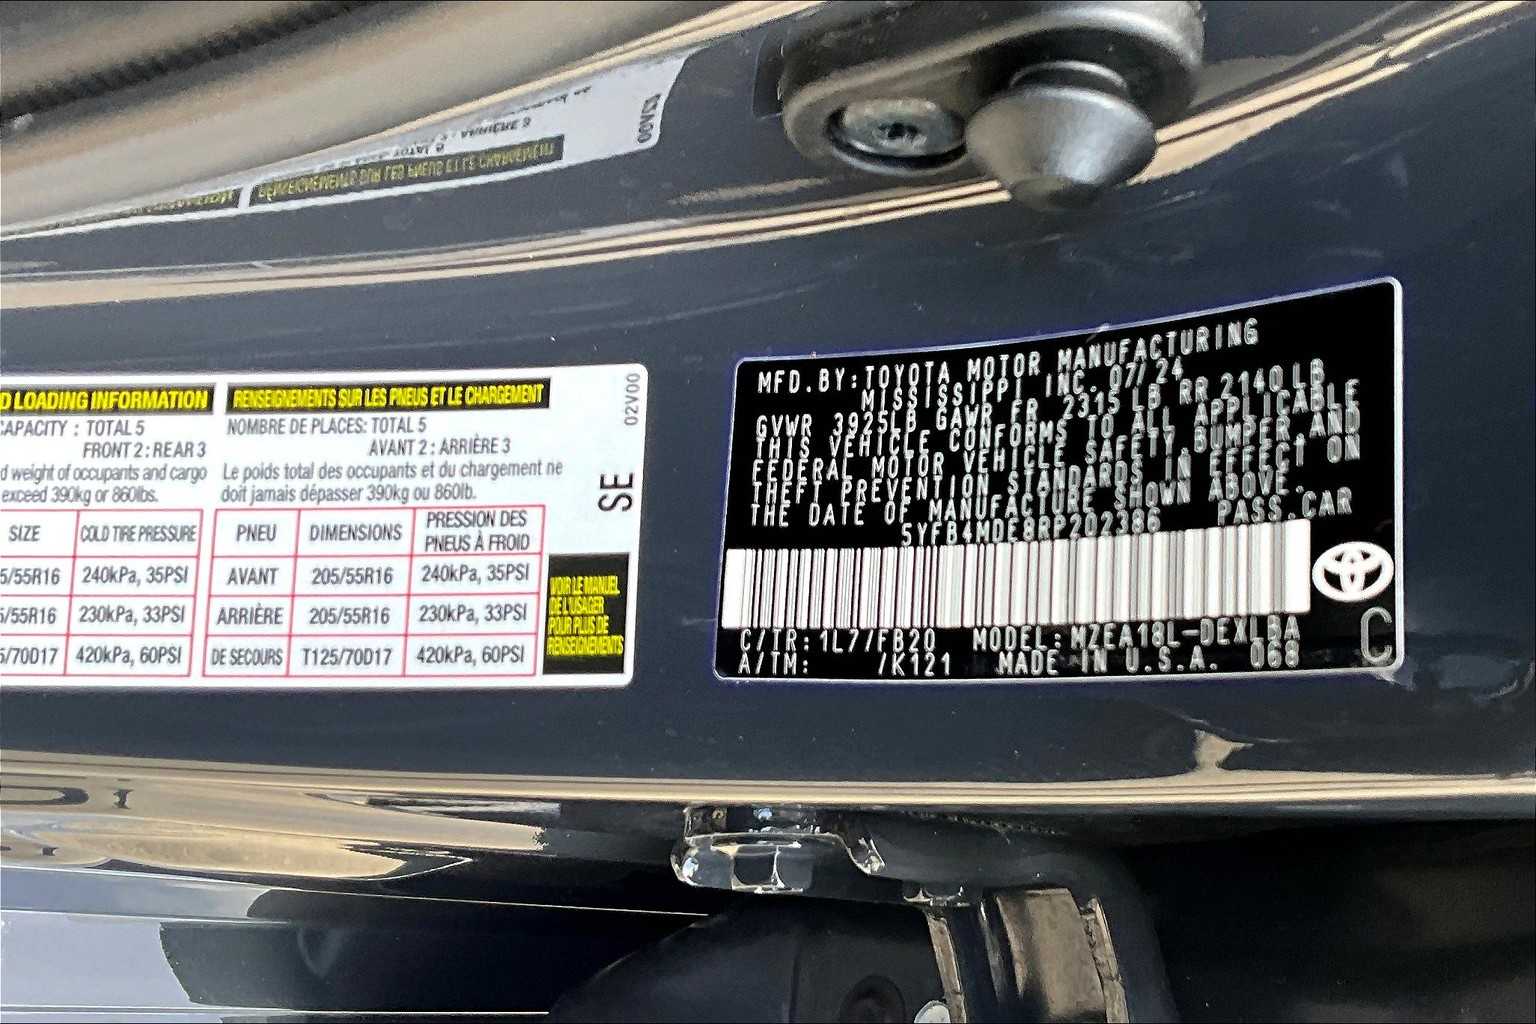 D LOADING INFORMATION
CAPACITY : TOTAL 5
FRONT 2 : REAR 3
d weight of occupants and cargo
exceed 390kg or 860lbs.
SIZE COLD TIRE PRESSURE
5/55R16 240kPa, 35PSI
5/55R16 230kPa, 33PSI
5/70D17 420kPa, 60PSI
RENSEIGNEMENTS SUR LES PNEUS ET LE CHARGEMENT
NOMBRE DE PLACES: TOTAL 5
AVANT 2 : ARRIÈRE 3
Le poids total des occupants et du chargement ne
doit jamais dépasser 390kg ou 860lb.
PNEU DIMENSIONS PRESSION DES PNEUS À FROID
AVANT 205/55R16 240kPa, 35PSI
ARRIÈRE 205/55R16 230kPa, 33PSI
DE SECOURS T125/70D17 420kPa, 60PSI
02V00
SE
VOIR LE MANUEL
DE L'USAGER
POUR PLUS DE
RENSEIGNEMENTS
MFD.BY:TOYOTA MOTOR MANUFACTURING
MISSISSIPPI, INC. 07/24
GVWR 3925LB GAWR FR 2315 LB RR 2140LB
THIS VEHICLE CONFORMS TO ALL APPLICABLE
FEDERAL MOTOR VEHICLE SAFETY,BUMPER,AND
THEFT PREVENTION STANDARDS IN EFFECT ON
THE DATE OF MANUFACTURE SHOWN ABOVE.
5YFB4MDE8RP202386 PASS.CAR
C/TR:1L7/FB20 MODEL:MZEA18L-DEXLBA
A/TM: /K121 MADE IN U.S.A. 068
C